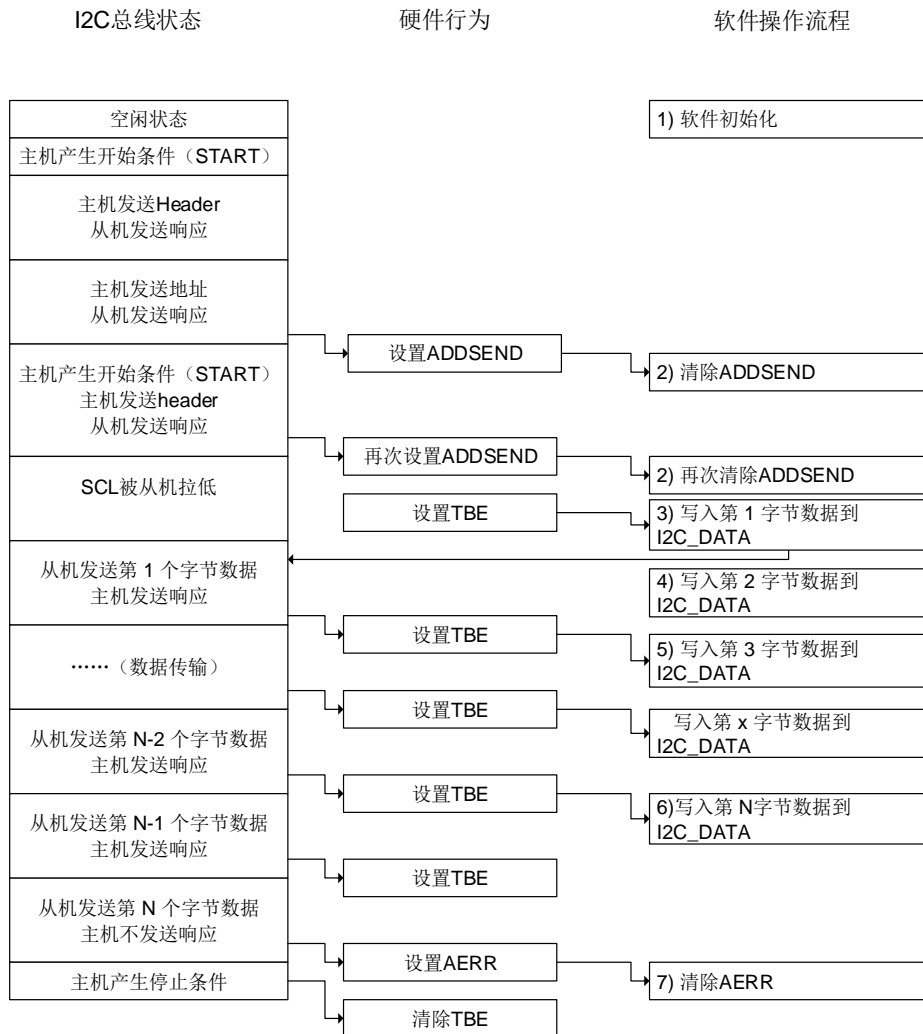 I2C总线状态
硬件行为
软件操作流程
空闲状态
1) 软件初始化
主机产生开始条件（START）
主机发送Header
从机发送响应
主机发送地址
从机发送响应
设置ADDSEND
2) 清除ADDSEND
主机产生开始条件（START）
主机发送header
从机发送响应
再次设置ADDSEND
2) 再次清除ADDSEND
SCL被从机拉低
设置TBE
3) 写入第 1 字节数据到
I2C_DATA
从机发送第 1 个字节数据
主机发送响应
4) 写入第 2 字节数据到
I2C_DATA
设置TBE
5) 写入第 3 字节数据到
I2C_DATA
……（数据传输）
设置TBE
写入第 x 字节数据到
I2C_DATA
从机发送第 N-2 个字节数据
主机发送响应
设置TBE
6)写入第 N字节数据到
I2C_DATA
从机发送第 N-1 个字节数据
主机发送响应
设置TBE
从机发送第 N 个字节数据
主机不发送响应
设置AERR
7) 清除AERR
主机产生停止条件
清除TBE